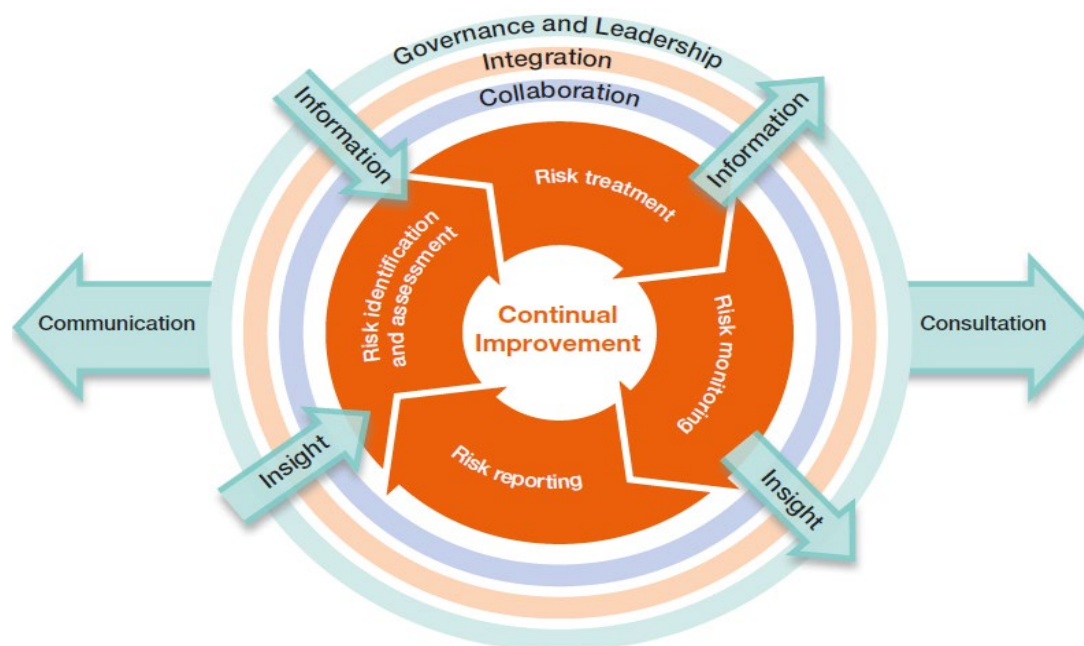 Governance and Leadership
Integration
Collaboration
Information
Information
Risk treatment
Risk identification
and assessment
Communication
Continual
Improvement
Consultation
Risk monitoring
Risk reporting
Insight
Insight